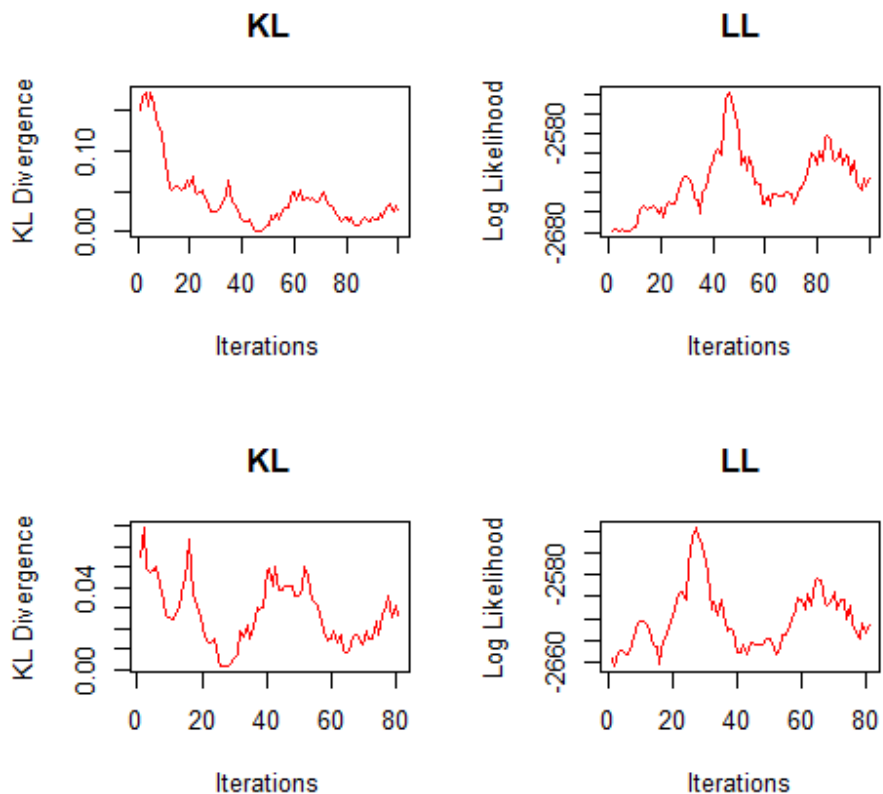 KL
KL Divergence
0.10
0.00
0 20 40 60 80
Iterations
LL
Log Likelihood
-2580
-2680
0 20 40 60 80
Iterations
KL
KL Divergence
0.04
0.00
0 20 40 60 80
Iterations
LL
Log Likelihood
-2580
-2660
0 20 40 60 80
Iterations